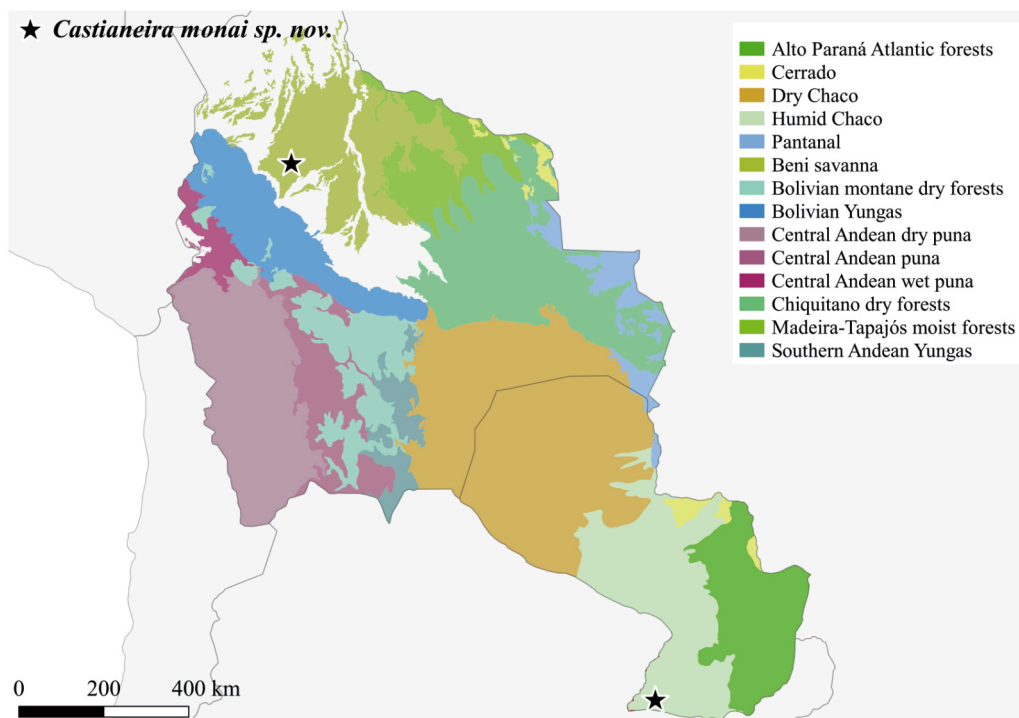 ★ Castianeira monai sp. nov.
Alto Paraná Atlantic forests
Cerrado
Dry Chaco
Humid Chaco
Pantanal
Beni savanna
Bolivian montane dry forests
Bolivian Yungas
Central Andean dry puna
Central Andean puna
Central Andean wet puna
Chiquitano dry forests
Madeira-Tapajós moist forests
Southern Andean Yungas
0 200 400 km